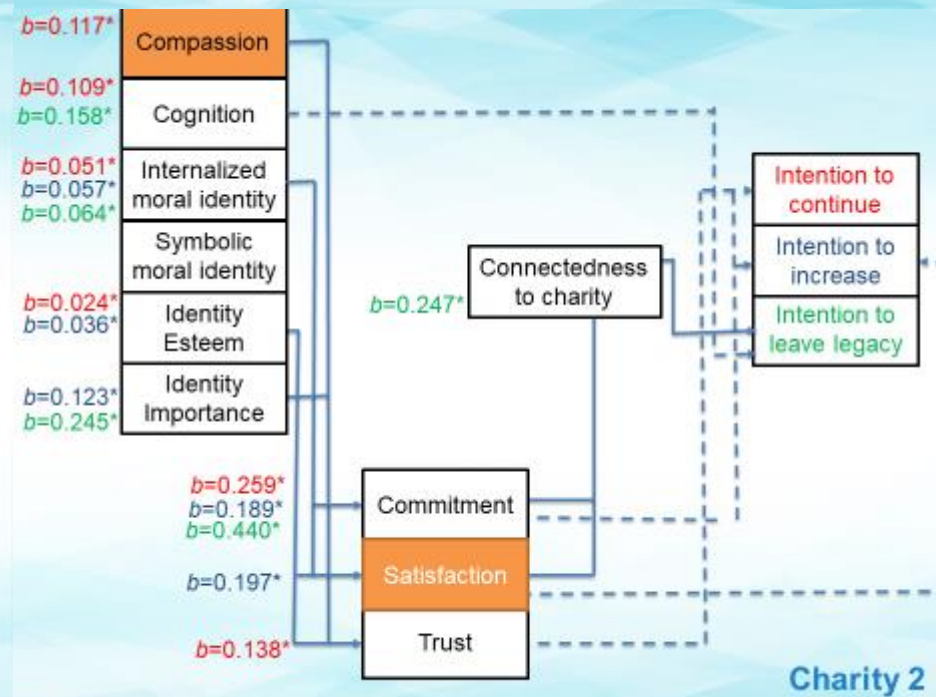 b=0.117*
Compassion
b=0.109*
b=0.158*
Cognition
b=0.051*
b=0.057*
b=0.064*
Internalized
moral identity
Symbolic
moral identity
b=0.024*
b=0.036*
Identity
Esteem
b=0.123*
b=0.245*
Identity
Importance
b=0.247*
Connectedness
to charity
Intention to
continue
Intention to
increase
Intention to
leave legacy
b=0.259*
b=0.189*
b=0.440*
Commitment
b=0.197*
Satisfaction
b=0.138*
Trust
Charity 2